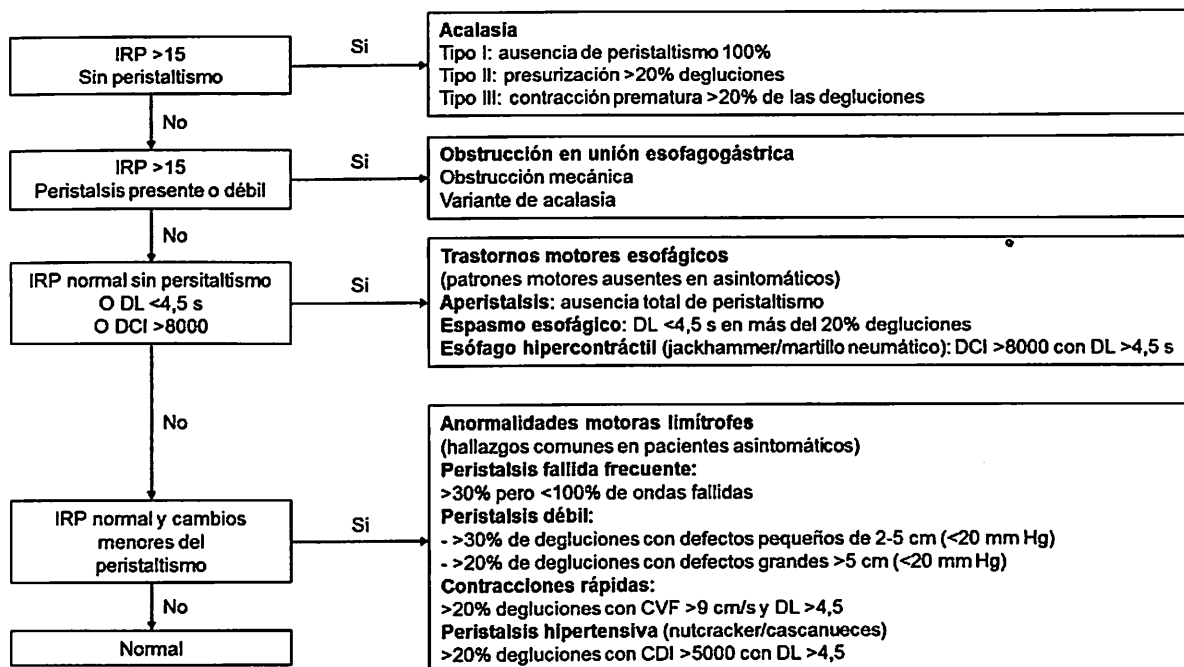 IRP >15
Sin peristaltismo
Si
Acalasia
Tipo I: ausencia de peristaltismo 100%
Tipo II: presurización >20% degluciones
Tipo III: contracción prematura >20% de las degluciones
No
IRP >15
Peristalsis presente o débil
Si
Obstrucción en unión esofagogástrica
Obstrucción mecánica
Variante de acalasia
No
IRP normal sin persitaltismo
O DL <4,5 s
O DCI >8000
Si
Trastornos motores esofágicos
(patrones motores ausentes en asintomáticos)
Aperistalsis: ausencia total de peristaltismo
Espasmo esofágico: DL <4,5 s en más del 20% degluciones
Esófago hipercontráctil (jackhammer/martillo neumático): DCI >8000 con DL >4,5 s
No
IRP normal y cambios
menores del
peristaltismo
Si
Anormalidades motoras limítrofes
(hallazgos comunes en pacientes asintomáticos)
Peristalsis fallida frecuente:
>30% pero <100% de ondas fallidas
Peristalsis débil:
- >30% de degluciones con defectos pequeños de 2-5 cm (<20 mm Hg)
- >20% de degluciones con defectos grandes >5 cm (<20 mm Hg)
Contracciones rápidas:
>20% degluciones con CVF >9 cm/s y DL >4,5
Peristalsis hipertensiva (nutcracker/cascanueces)
>20% degluciones con CDI >5000 con DL >4,5
No
Normal